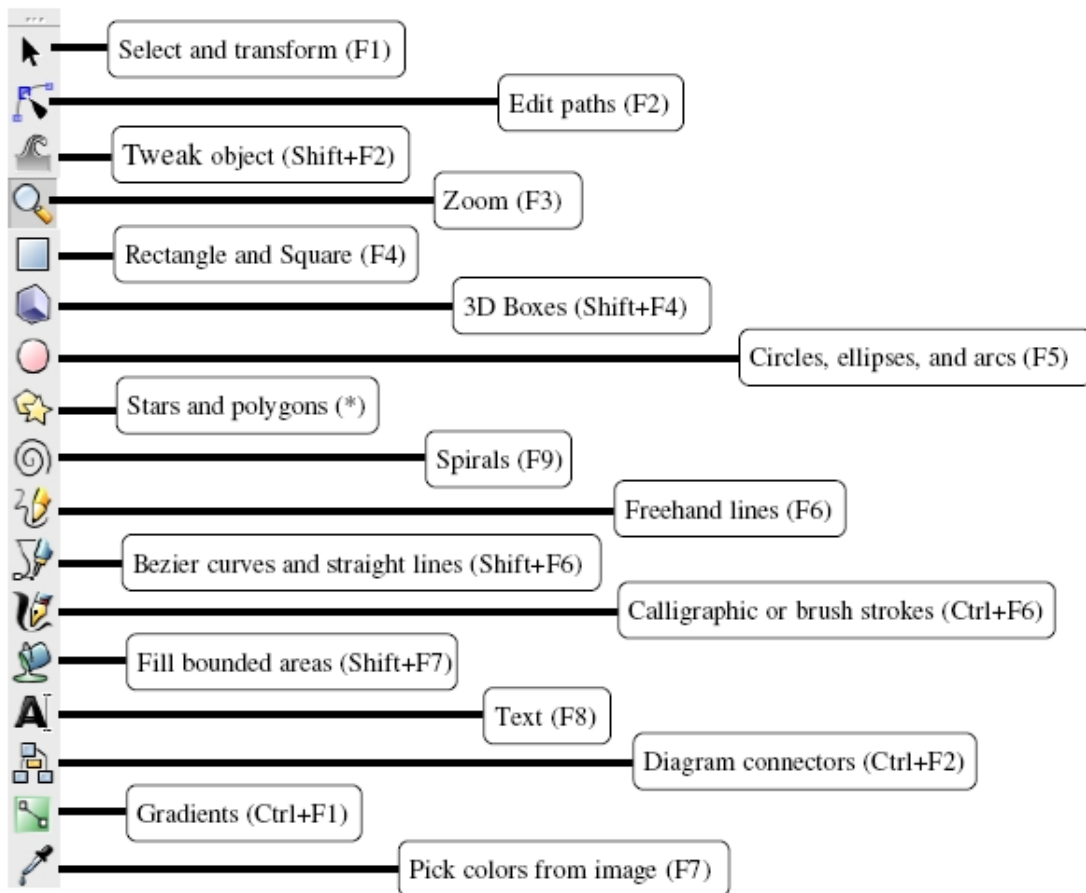 Select and transform (F1)
Edit paths (F2)
Tweak object (Shift+F2)
Zoom (F3)
Rectangle and Square (F4)
3D Boxes (Shift+F4)
Circles, ellipses, and arcs (F5)
Stars and polygons (*)
Spirals (F9)
Freehand lines (F6)
Bezier curves and straight lines (Shift+F6)
Calligraphic or brush strokes (Ctrl+F6)
Fill bounded areas (Shift+F7)
A
Text (F8)
Diagram connectors (Ctrl+F2)
Gradients (Ctrl+F1)
Pick colors from image (F7)